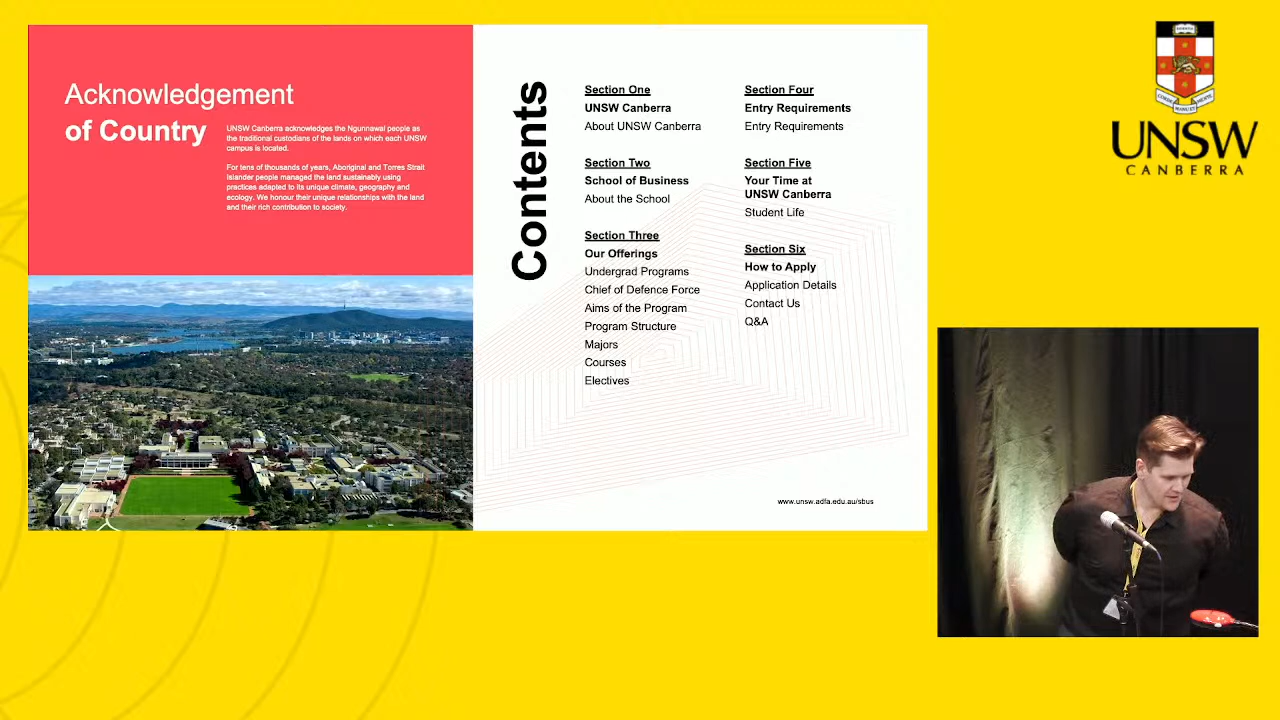 Acknowledgement
of Country
UNSW Canberra acknowledges the Ngunnawal people as
the traditional custodians of the lands on which each UNSW
campus is located.
For tens of thousands of years, Aboriginal and Torres Strait
Islander people managed the land sustainably using
practices adapted to its unique climate, geography and
ecology. We honour their unique relationships with the land
and their rich contribution to society.
Contents
Section One
UNSW Canberra
About UNSW Canberra
Section Two
School of Business
About the School
Section Three
Our Offerings
Undergrad Programs
Chief of Defence Force
Aims of the Program
Program Structure
Majors
Courses
Electives
Section Four
Entry Requirements
Entry Requirements
Section Five
Your Time at
UNSW Canberra
Student Life
Section Six
How to Apply
Application Details
Contact Us
Q&A
www.unsw.adfa.edu.au/sbus
UNSW
CANBERRA